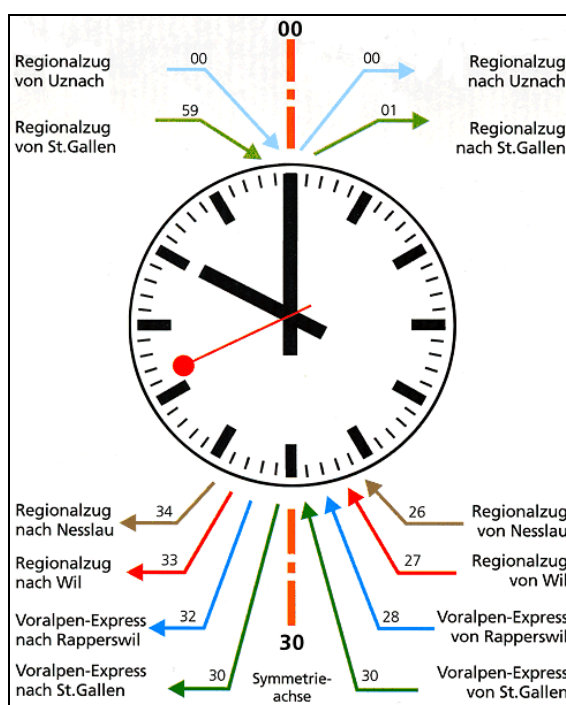 00
Regionalzug
von Uznach
00
00
Regionalzug
nach Uznach
Regionalzug
von St.Gallen
59
01
Regionalzug
nach St.Gallen
Regionalzug
nach Nesslau
34
26
Regionalzug
von Nesslau
Regionalzug
nach Wil
33
27
Regionalzug
von Wil
Voralpen-Express
nach Rapperswil
32
28
Voralpen-Express
von Rapperswil
30
Voralpen-Express
nach St.Gallen
30
Symmetrie-
achse
30
Voralpen-Express
von St.Gallen